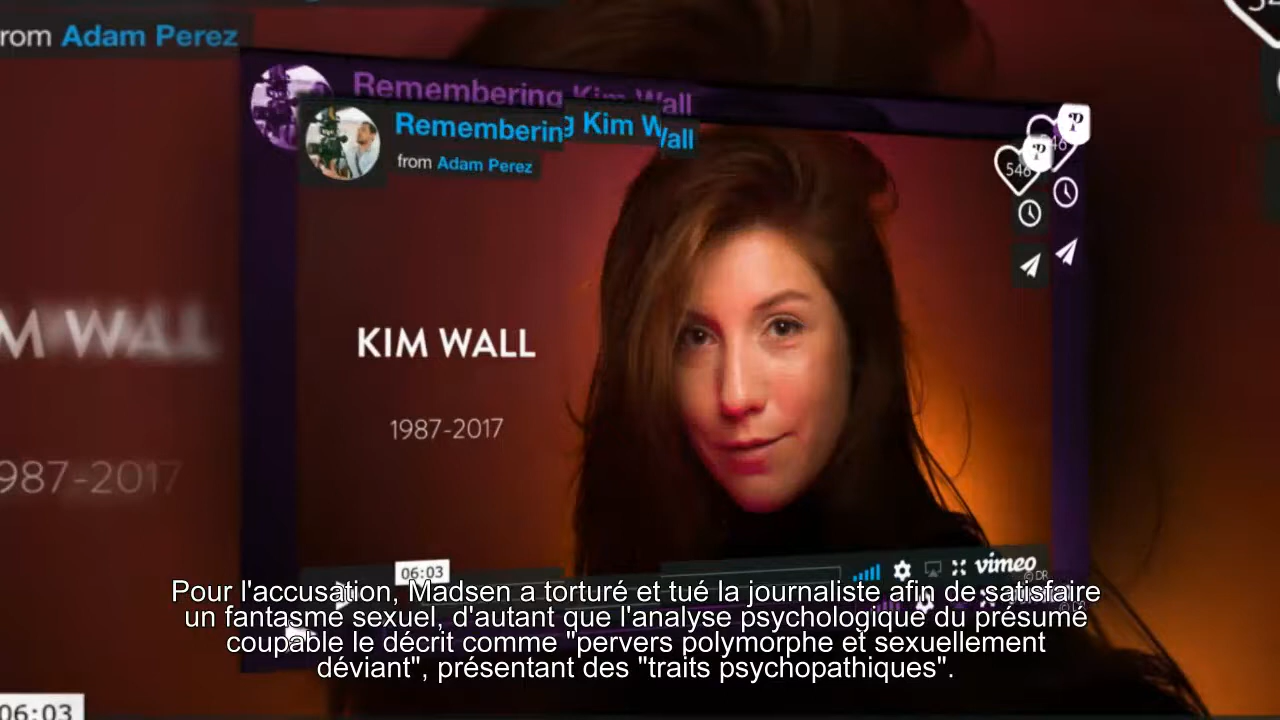 rom Adam Perez
Remembering Kim Wall
Remembering Kim Wall
from Adam Perez
546
KIM WALL
M WALL
1987-2017
987-2017
06:03
vimeo
© DR
Pour l'accusation, Madsen a torturé et tué la journaliste afin de satisfaire
un fantasme sexuel, d'autant que l'analyse psychologique du présumé
coupable le décrit comme "pervers polymorphe et sexuellement
déviant", présentant des "traits psychopathiques".
06:03